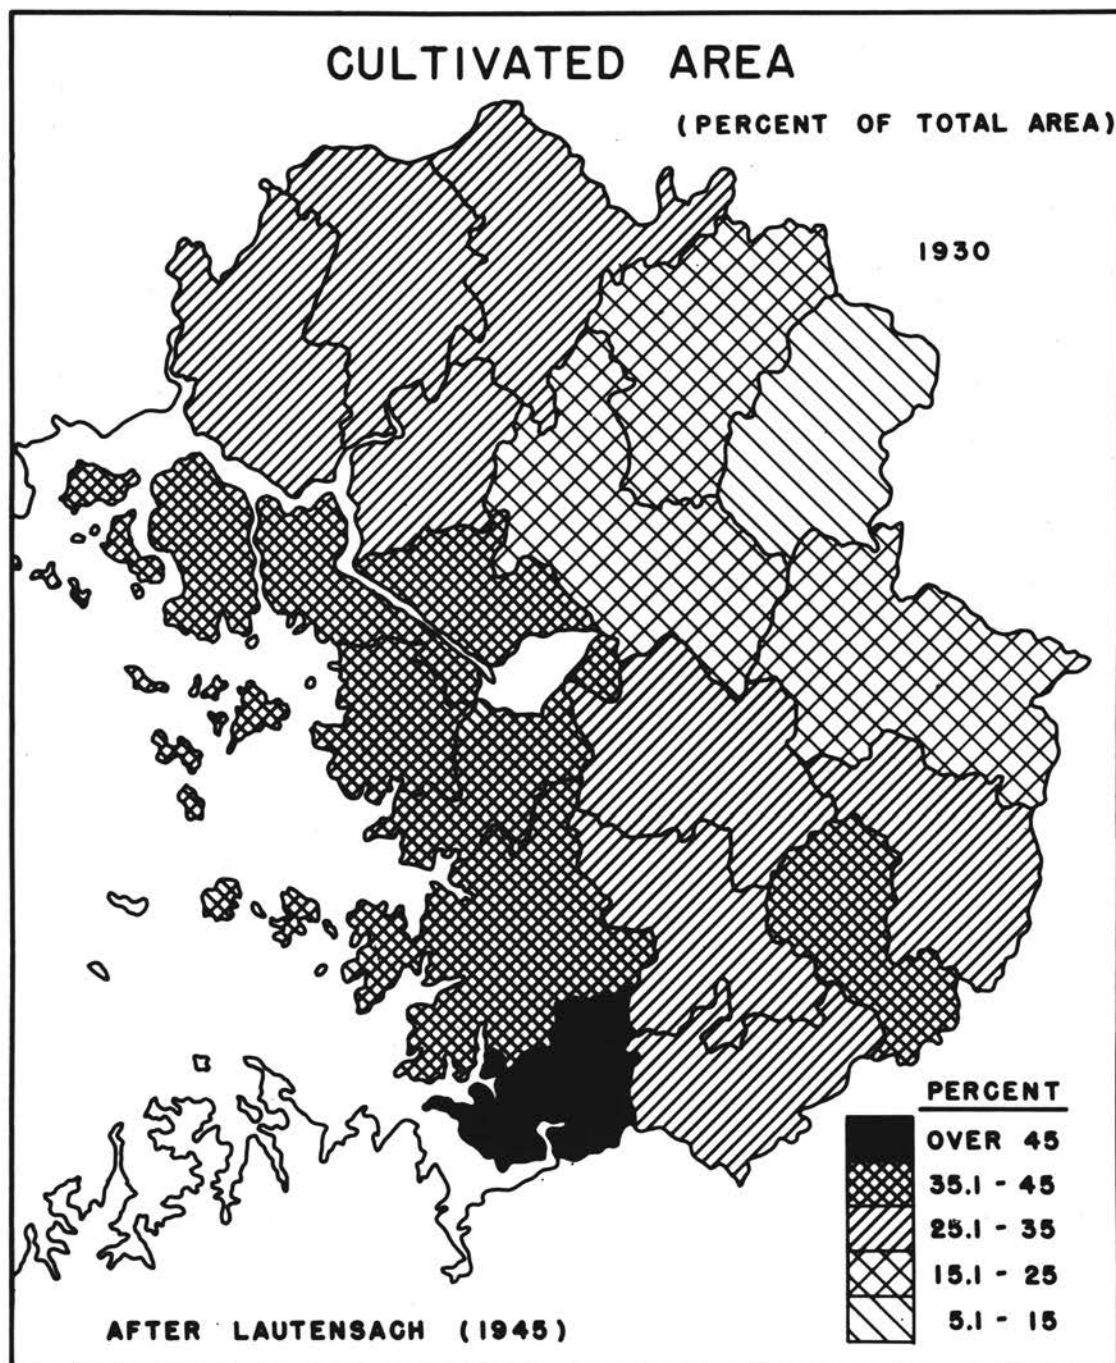 CULTIVATED AREA
(PERCENT OF TOTAL AREA)
1930
PERCENT
OVER 45
35.1 - 45
25.1 - 35
15.1 - 25
5.1 - 15
AFTER LAUTENSACH (1945)